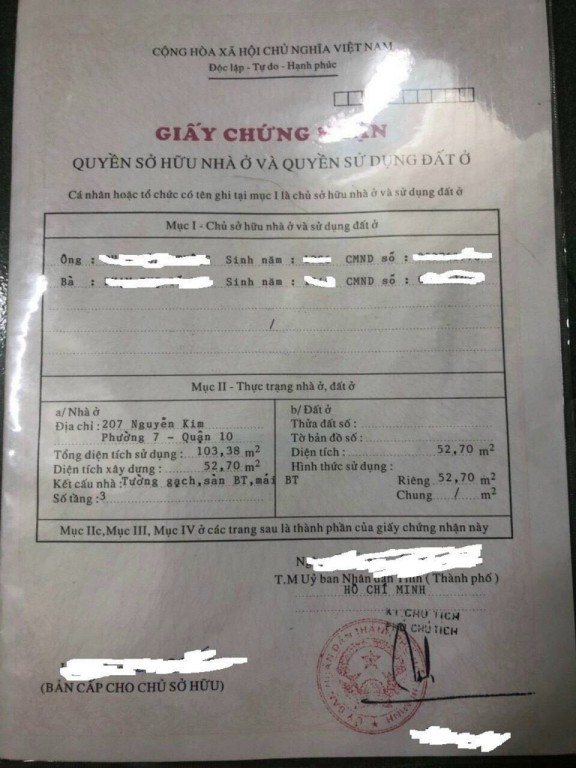 CỘNG HÒA XÃ HỘI CHỦ NGHĨA VIỆT NAM
Độc lập - Tự do - Hạnh phúc
GIẤY CHỨNG NHẬN
QUYỀN SỞ HỮU NHÀ Ở VÀ QUYỀN SỬ DỤNG ĐẤT Ở
Cá nhân hoặc tổ chức có tên ghi tại mục I là chủ sở hữu nhà ở và sử dụng đất ở
Mục I - Chủ sở hữu nhà ở và sử dụng đất ở
Ông : Sinh năm : CMND số :
Bà : Sinh năm : CMND số :
/
Mục II - Thực trạng nhà ở, đất ở
a/ Nhà ở
Địa chỉ : 207 Nguyễn Kim
Phường 7 - Quận 10
Tổng diện tích sử dụng : 103,38 m²
Diện tích xây dựng : 52,70 m²
Kết cấu nhà : Tường gạch, sàn BT, mái BT
Số tầng : 3
b/ Đất ở
Thửa đất số :
Tờ bản đồ số :
Diện tích : 52,70 m²
Hình thức sử dụng :
Riêng 52,70 m²
Chung / m²
Mục IIc, Mục III, Mục IV ở các trang sau là thành phần của giấy chứng nhận này
T.M Uỷ ban Nhân dân Tỉnh ( Thành phố )
HỒ CHÍ MINH
KT. CHỦ TỊCH
PHÓ CHỦ TỊCH
(BẢN CẤP CHO CHỦ SỞ HỮU)